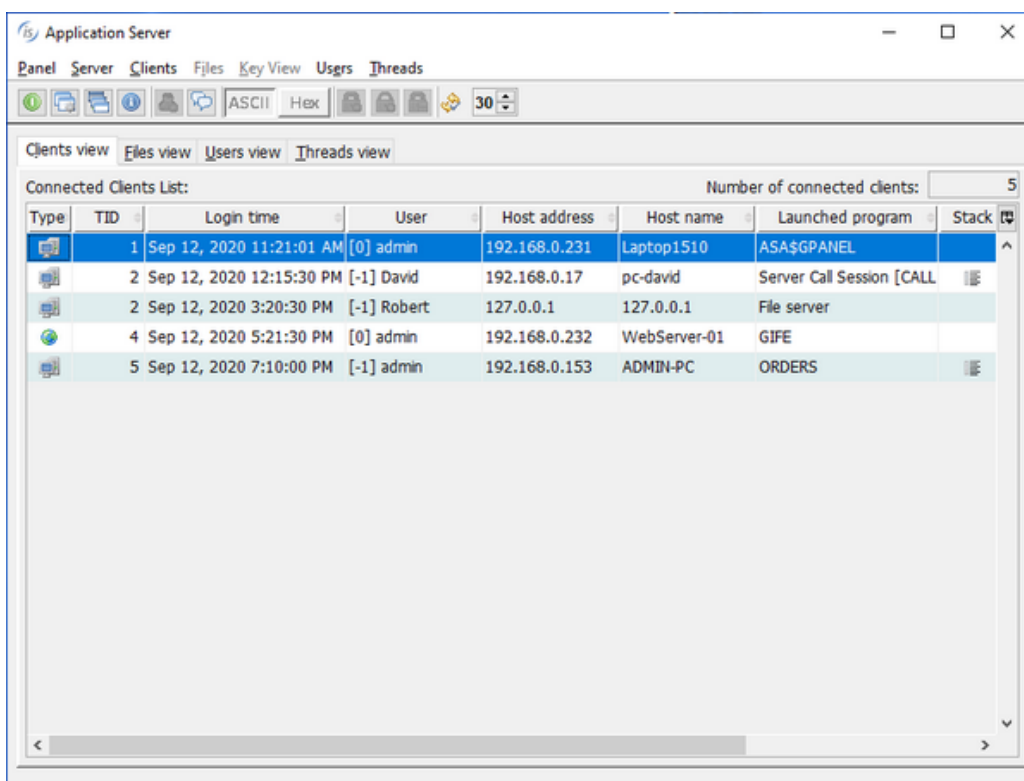 is Application Server
Panel Server Clients Files Key View Users Threads
ASCII Hex 30
Clients view Files view Users view Threads view
Connected Clients List: Number of connected clients: 5
Type TID Login time User Host address Host name Launched program Stack
1 Sep 12, 2020 11:21:01 AM [0] admin 192.168.0.231 Laptop1510 ASA$GPANEL
2 Sep 12, 2020 12:15:30 PM [-1] David 192.168.0.17 pc-david Server Call Session [CALL
2 Sep 12, 2020 3:20:30 PM [-1] Robert 127.0.0.1 127.0.0.1 File server
4 Sep 12, 2020 5:21:30 PM [0] admin 192.168.0.232 WebServer-01 GIFE
5 Sep 12, 2020 7:10:00 PM [-1] admin 192.168.0.153 ADMIN-PC ORDERS